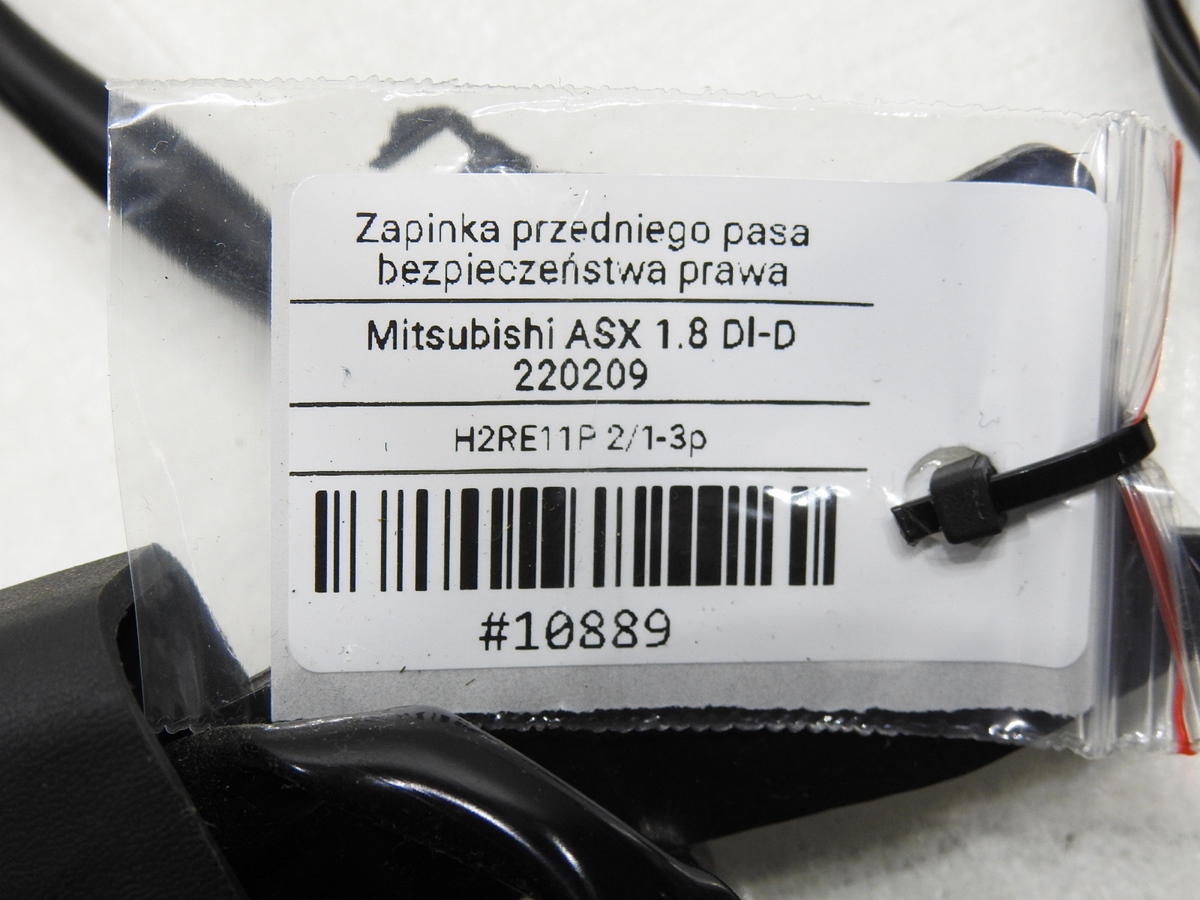 Zapinka przedniego pasa
bezpieczeństwa prawa
Mitsubishi ASX 1.8 DI-D
220209
H2RE11P 2/1-3p
#10889